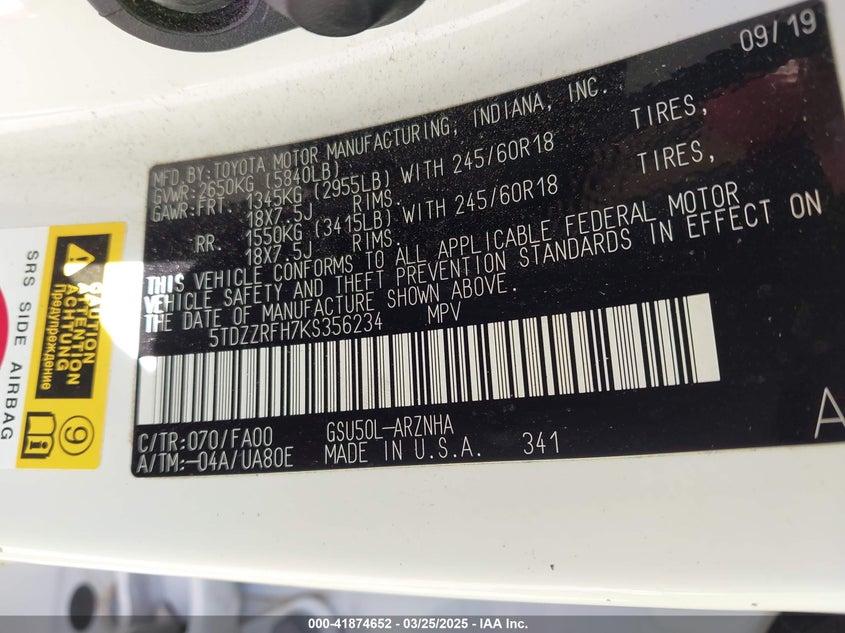 09/19
MFD.BY:TOYOTA MOTOR MANUFACTURING, INDIANA, INC.
GVWR:2650KG (5840LB)
GAWR:FRT. 1345KG (2955LB) WITH 245/60R18 TIRES,
18X7.5J RIMS.
RR. 1550KG (3415LB) WITH 245/60R18 TIRES,
18X7.5J RIMS.
THIS VEHICLE CONFORMS TO ALL APPLICABLE FEDERAL MOTOR
VEHICLE SAFETY AND THEFT PREVENTION STANDARDS IN EFFECT ON
THE DATE OF MANUFACTURE SHOWN ABOVE.
5TDZZRFH7KS356234 MPV
C/TR:070/FA00 GSU50L-ARZNHA
A/TM:-04A/UA80E MADE IN U.S.A. 341
A
SRS SIDE AIRBAG
CAUTION
ATTENTION
ACHTUNG
Предупреждение
9
000-41874652 - 03/25/2025 - © IAA Inc.